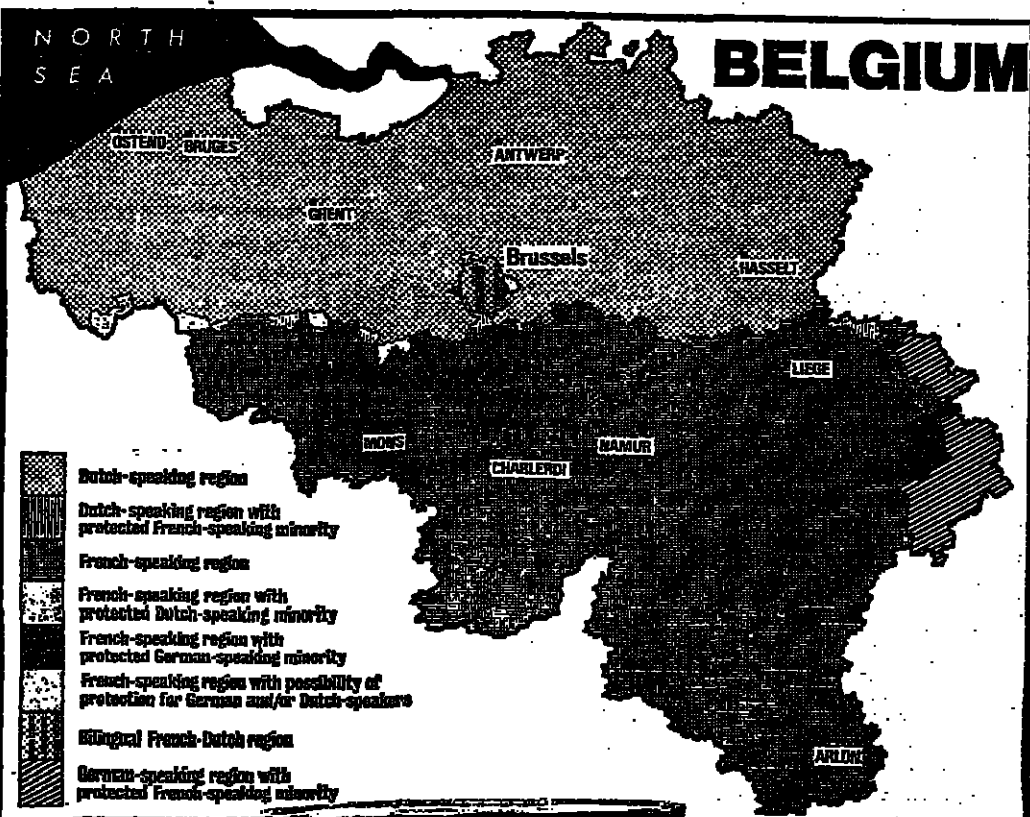 NORTH
SEA
BELGIUM
OSTEND BRUGES
ANTWERP
GHENT
Brussels
HASSELT
LIEGE
MONS
NAMUR
CHARLEROI
ARLON
Dutch-speaking region
Dutch-speaking region with
protected French-speaking minority
French-speaking region
French-speaking region with
protected Dutch-speaking minority
French-speaking region with
protected German-speaking minority
French-speaking region with possibility of
protection for German and/or Dutch-speakers
Bilingual French-Dutch region
German-speaking region with
protected French-speaking minority